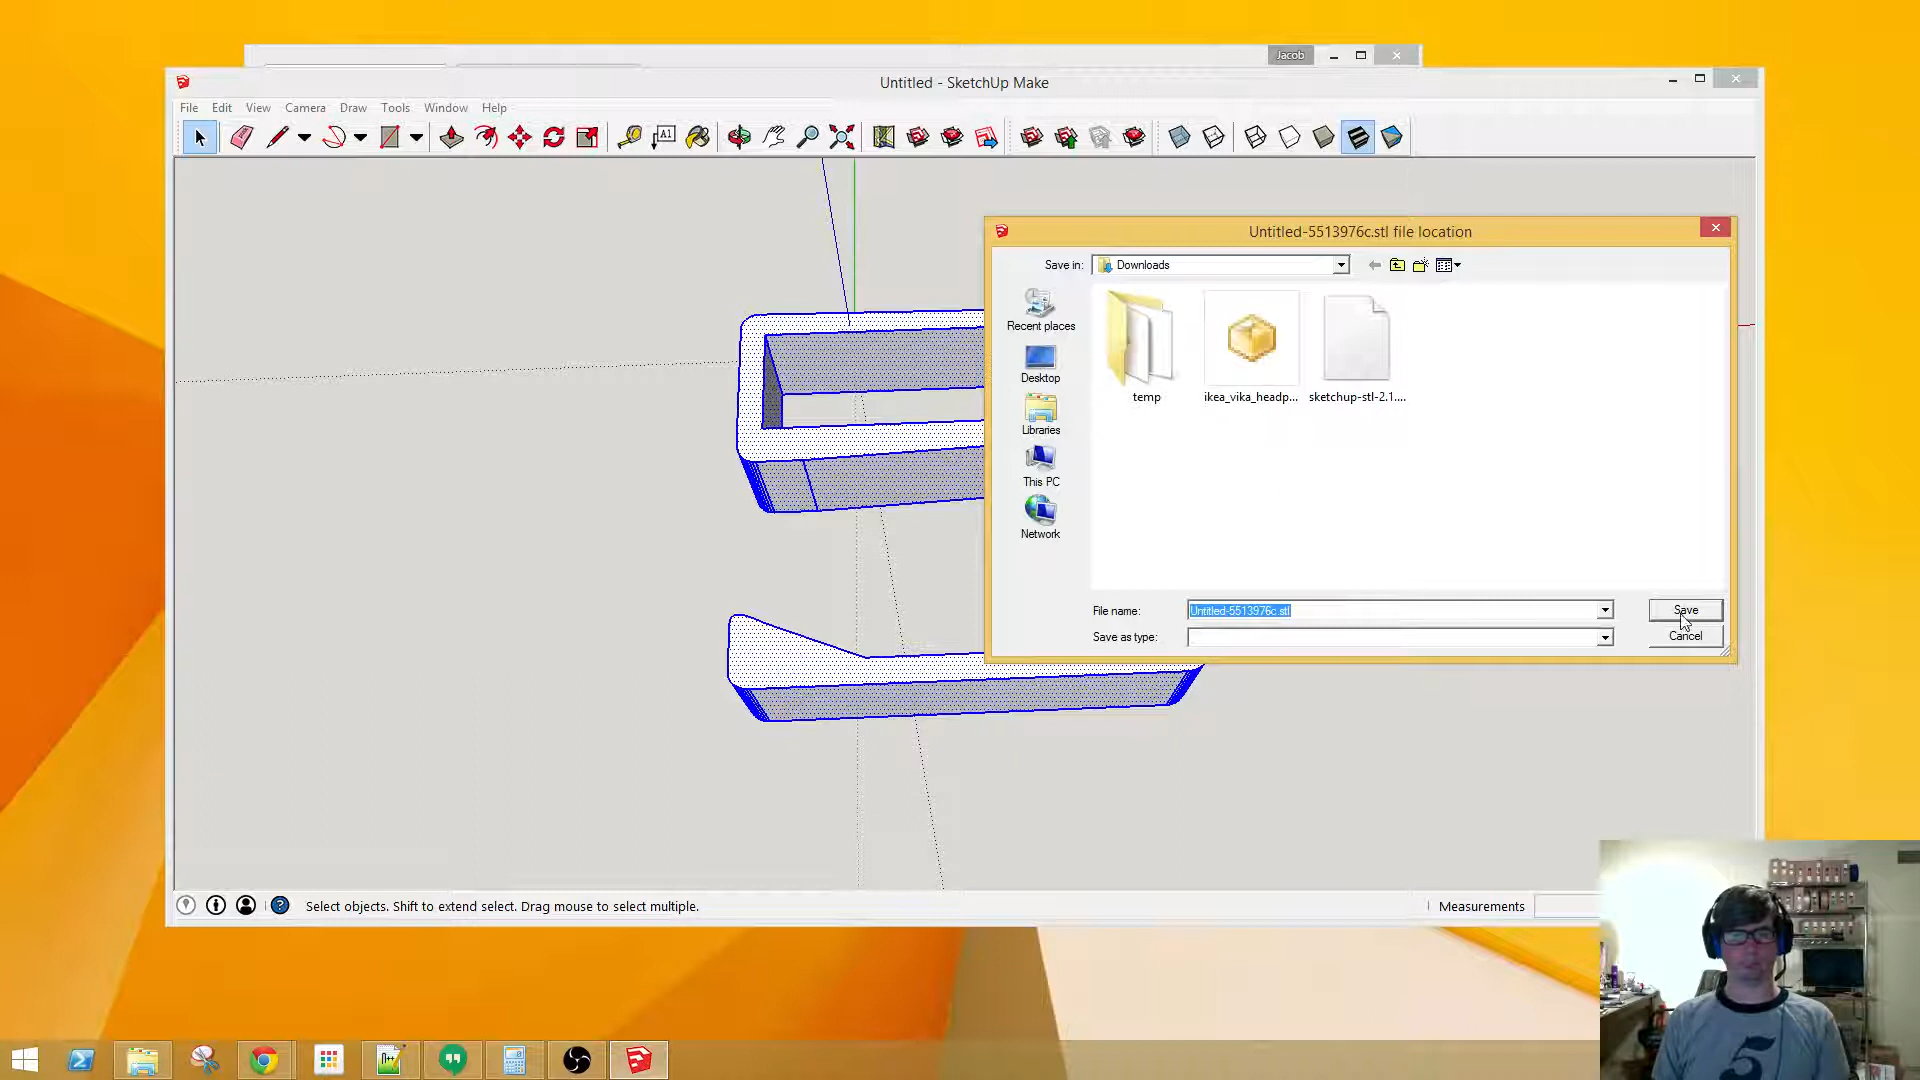 Jacob
Untitled - SketchUp Make
File Edit View Camera Draw Tools Window Help
A1
Untitled-5513976c.stl file location
Save in: Downloads
Recent places
Desktop
Libraries
This PC
Network
temp
ikea_vika_headp...
sketchup-stl-2.1....
File name: Untitled-5513976c.stl Save
Save as type: Cancel
Select objects. Shift to extend select. Drag mouse to select multiple.
Measurements
5